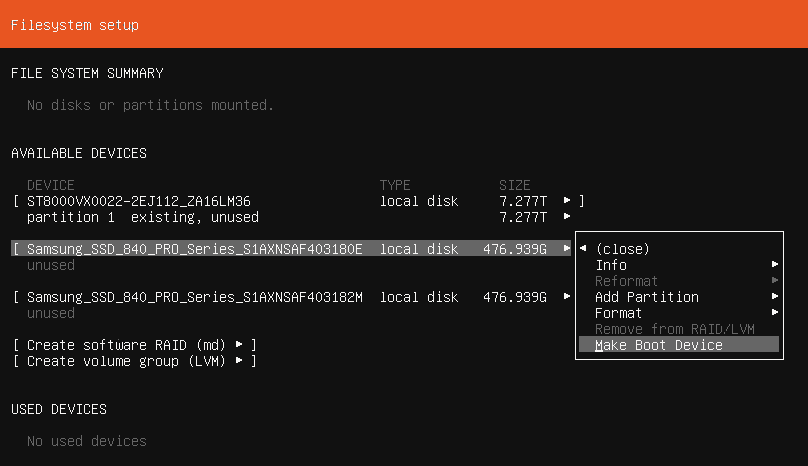 Filesystem setup
FILE SYSTEM SUMMARY
No disks or partitions mounted.
AVAILABLE DEVICES
DEVICE TYPE SIZE
[ ST8000VX0022-2EJ112_ZA16LM36 local disk 7.277T ▶ ]
partition 1 existing, unused 7.277T ▶
[ Samsung_SSD_840_PRO_Series_S1AXNSAF403180E local disk 476.939G ▶
unused
[ Samsung_SSD_840_PRO_Series_S1AXNSAF403182M local disk 476.939G ▶
unused
[ Create software RAID (md) ▶ ]
[ Create volume group (LVM) ▶ ]
◀ (close)
Info ▶
Reformat ▶
Add Partition ▶
Format ▶
Remove from RAID/LVM
Make Boot Device
USED DEVICES
No used devices